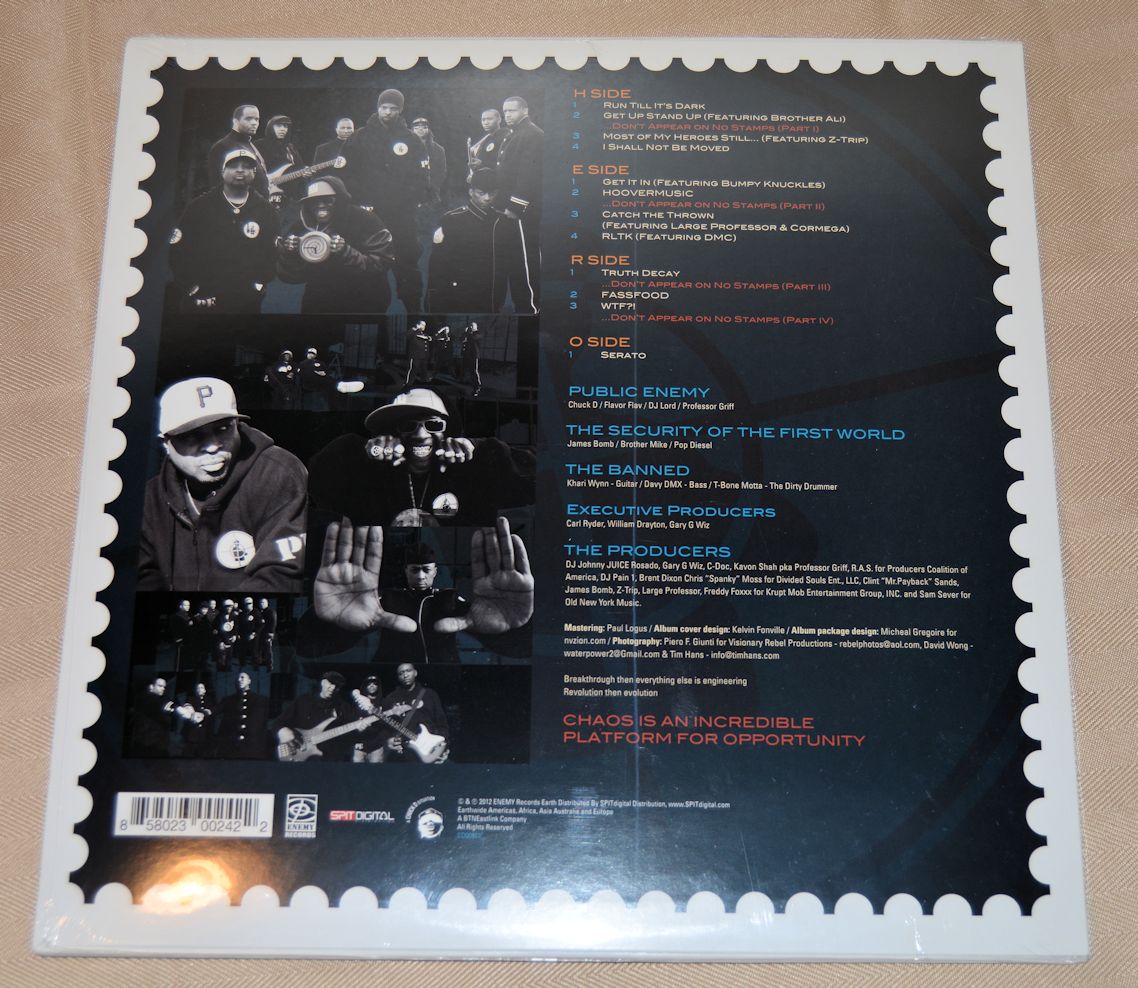 H SIDE
1 RUN TILL IT'S DARK
2 GET UP STAND UP (FEATURING BROTHER ALI)
...DON'T APPEAR ON NO STAMPS (PART I)
3 MOST OF MY HEROES STILL... (FEATURING Z-TRIP)
4 I SHALL NOT BE MOVED
E SIDE
1 GET IT IN (FEATURING BUMPY KNUCKLES)
2 HOOVERMUSIC
...DON'T APPEAR ON NO STAMPS (PART II)
3 CATCH THE THROWN
(FEATURING LARGE PROFESSOR & CORMEGA)
4 RLTK (FEATURING DMC)
R SIDE
1 TRUTH DECAY
...DON'T APPEAR ON NO STAMPS (PART III)
2 FASSFOOD
3 WTF?!
...DON'T APPEAR ON NO STAMPS (PART IV)
O SIDE
1 SERATO
PUBLIC ENEMY
Chuck D / Flavor Flav / DJ Lord / Professor Griff
THE SECURITY OF THE FIRST WORLD
James Bomb / Brother Mike / Pop Diesel
THE BANNED
Khari Wynn - Guitar / Davy DMX - Bass / T-Bone Motta - The Dirty Drummer
EXECUTIVE PRODUCERS
Carl Ryder, William Drayton, Gary G Wiz
THE PRODUCERS
DJ Johnny JUICE Rosado, Gary G Wiz, C-Doc, Kavon Shah pka Professor Griff, R.A.S. for Producers Coalition of
America, DJ Pain 1, Brent Dixon Chris "Spanky" Moss for Divided Souls Ent., LLC, Clint "Mr.Payback" Sands,
James Bomb, Z-Trip, Large Professor, Freddy Foxxx for Krupt Mob Entertainment Group, INC. and Sam Sever for
Old New York Music.
Mastering: Paul Logus / Album cover design: Kelvin Fonville / Album package design: Micheal Gregoire for
nvzion.com / Photography: Piero F. Giunti for Visionary Rebel Productions - rebelphotos@aol.com, David Wong -
waterpower2@Gmail.com & Tim Hans - info@timhans.com
Breakthrough then everything else is engineering
Revolution then evolution
CHAOS IS AN INCREDIBLE
PLATFORM FOR OPPORTUNITY
P
PE
8 58023 00242 2
ENEMY
RECORDS
SPITDIGITAL
© & ℗ 2012 ENEMY Records Earth Distributed By SPITdigital Distribution, www.SPITdigital.com
Earthwide Americas, Africa, Asia Australia and Europe
A BTNEastlink Company
All Rights Reserved